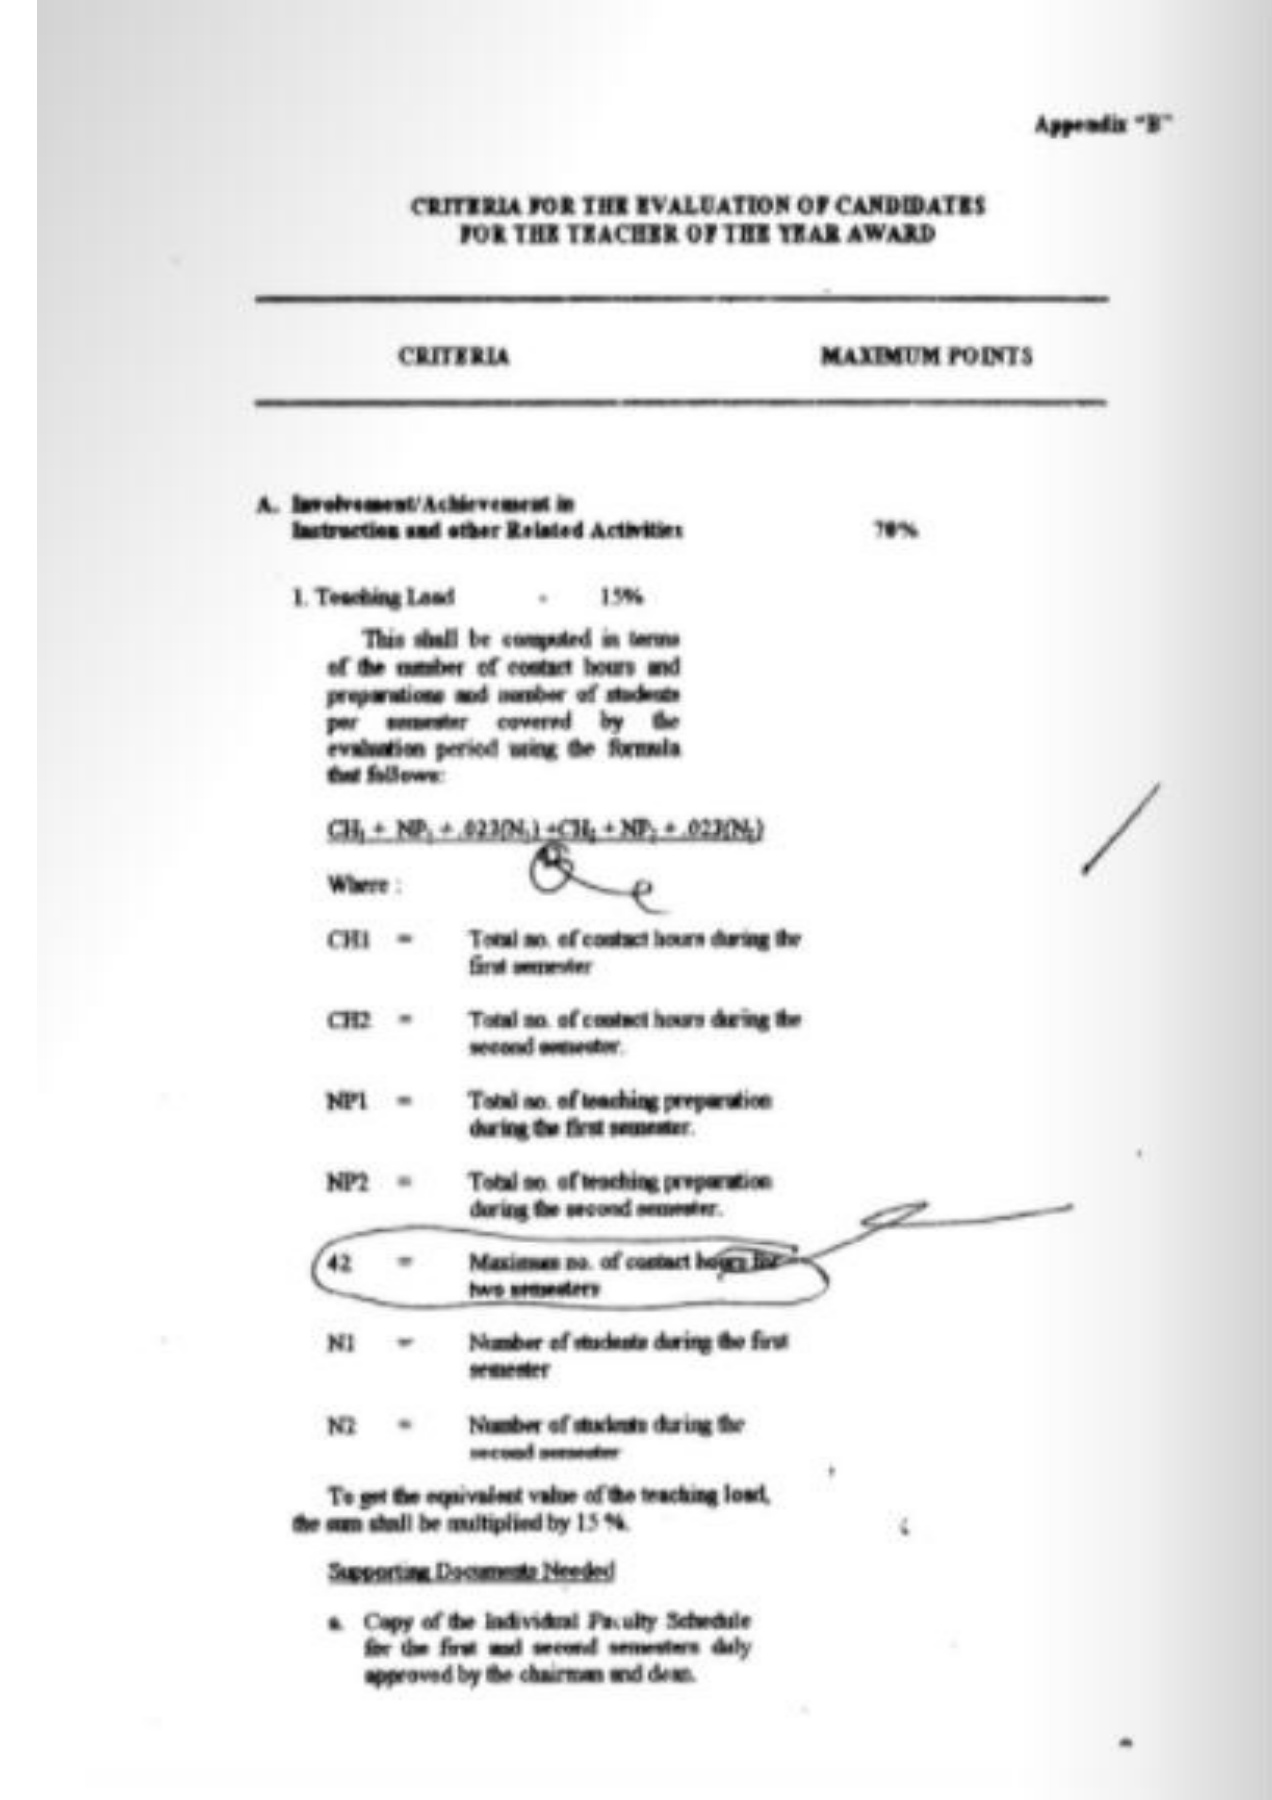 Appendix "B"
CRITERIA FOR THE EVALUATION OF CANDIDATES
FOR THE TEACHER OF THE YEAR AWARD
CRITERIA MAXIMUM POINTS
A. Involvement/Achievement in
Instruction and other Related Activities 70%
1. Teaching Load - 15%
This shall be computed in terms
of the number of contact hours and
preparations and number of students
per semester covered by the
evaluation period using the formula
that follows:
CH₁ + NP₁ + .023(N₁) +CH₂ + NP₂ + .023(N₂)
Where :
CH1 = Total no. of contact hours during the
first semester
CH2 = Total no. of contact hours during the
second semester.
NP1 = Total no. of teaching preparation
during the first semester.
NP2 = Total no. of teaching preparation
during the second semester.
42 = Maximum no. of contact hours for
two semesters
N1 = Number of students during the first
semester
N2 = Number of students during the
second semester
To get the equivalent value of the teaching load,
the sum shall be multiplied by 15 %.
Supporting Documents Needed
a. Copy of the Individual Faculty Schedule
for the first and second semesters duly
approved by the chairman and dean.